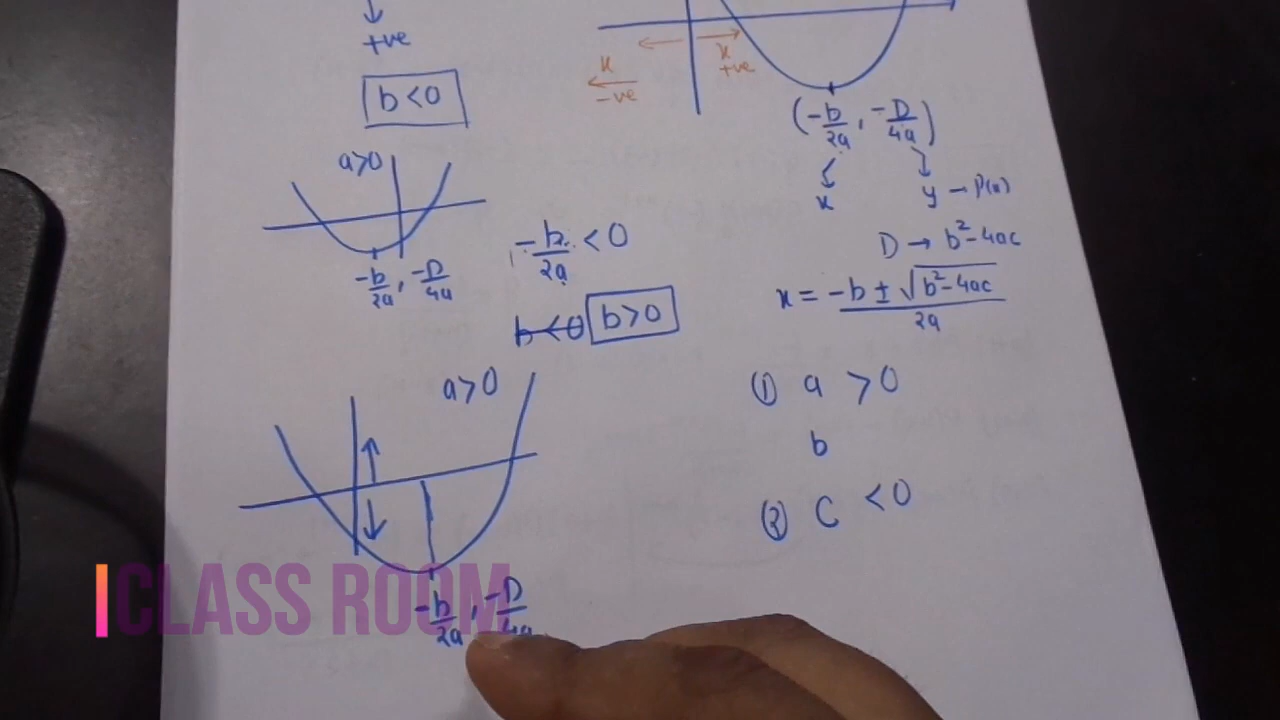 +ve
b < 0
x
-ve
x
+ve
(-b/2a, -D/4a)
x
y → P(x)
a>0
-b/2a, -D/4a
-b/2a < 0
b < 0 b > 0
D → b²-4ac
x = -b ± √b²-4ac / 2a
a>0
① a > 0
b
② C < 0
-b/2a, -D/4a
CLASS ROOM